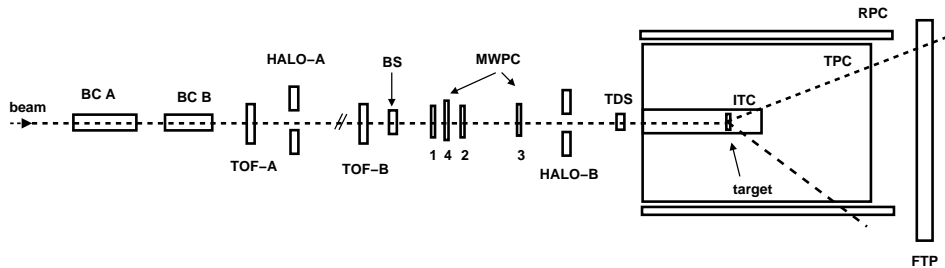 RPC
HALO–A
BS
MWPC
TPC
beam
BC A
BC B
TDS
ITC
1
4
2
3
TOF–A
TOF–B
HALO–B
target
FTP